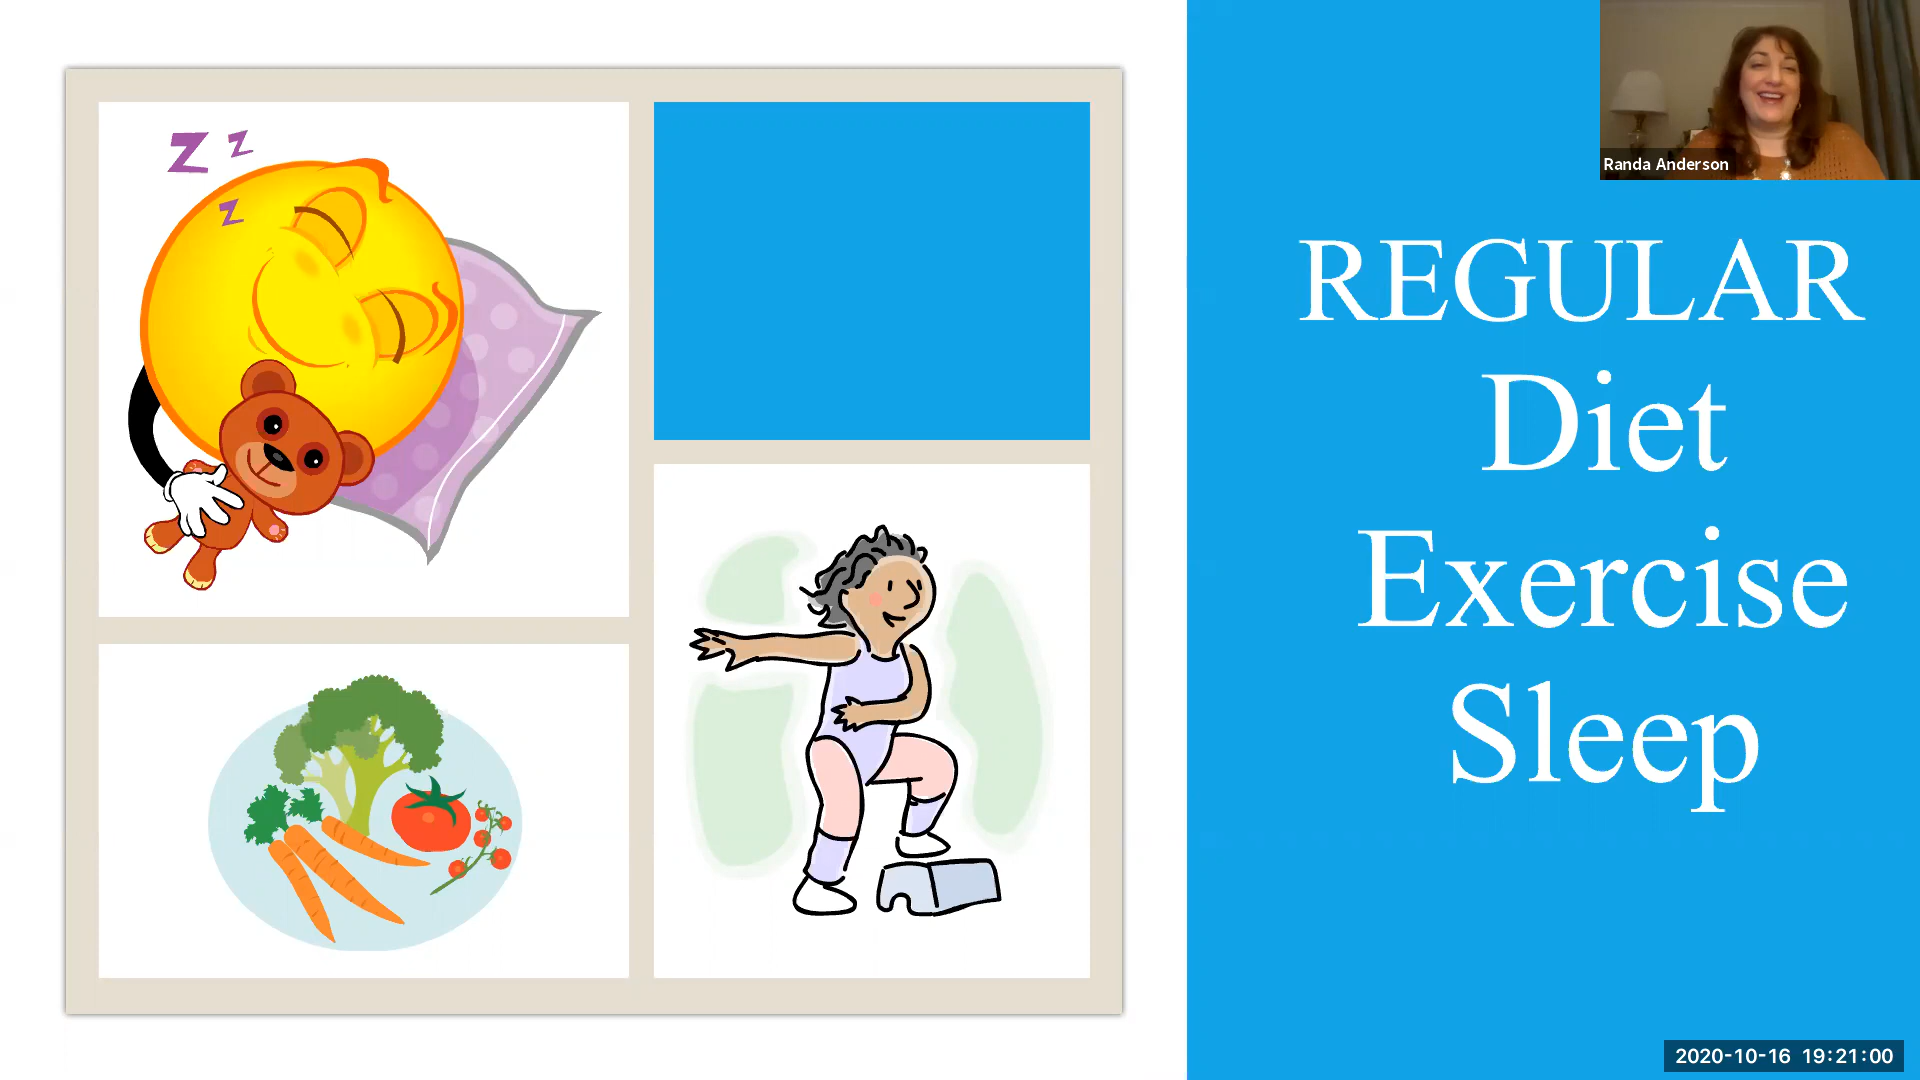 Z z
z
Randa Anderson
REGULAR
Diet
Exercise
Sleep
2020-10-16 19:21:00